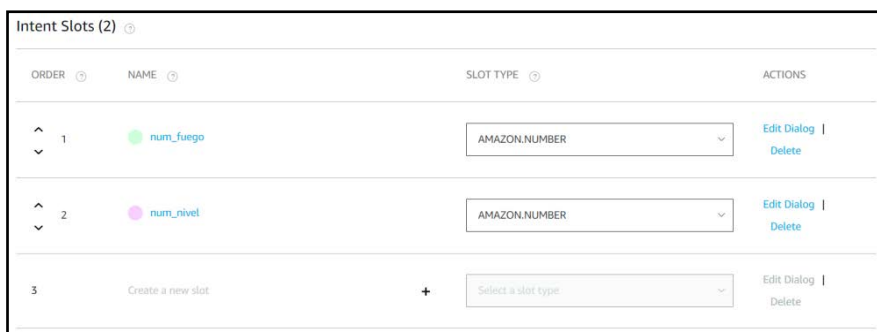 Intent Slots (2)
ORDER NAME SLOT TYPE ACTIONS
1 num_fuego AMAZON.NUMBER Edit Dialog |
Delete
2 num_nivel AMAZON.NUMBER Edit Dialog |
Delete
3 Create a new slot + Select a slot type Edit Dialog |
Delete